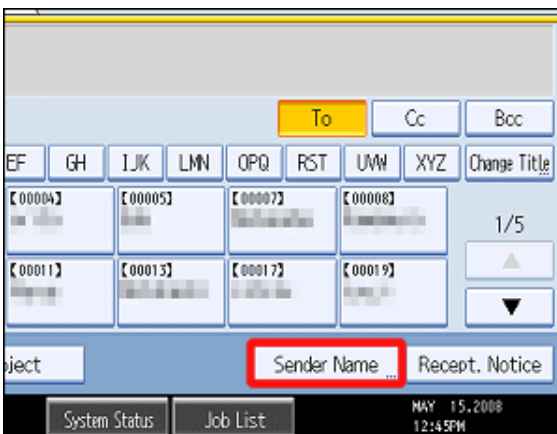 To Cc Bcc
EF GH IJK LMN OPQ RST UVW XYZ Change Title
【00004】 【00005】 【00007】 【00008】
1/5
【00011】 【00013】 【00017】 【00019】
▲
▼
bject Sender Name ... Recept. Notice
System Status Job List MAY 15.2008
12:45PM